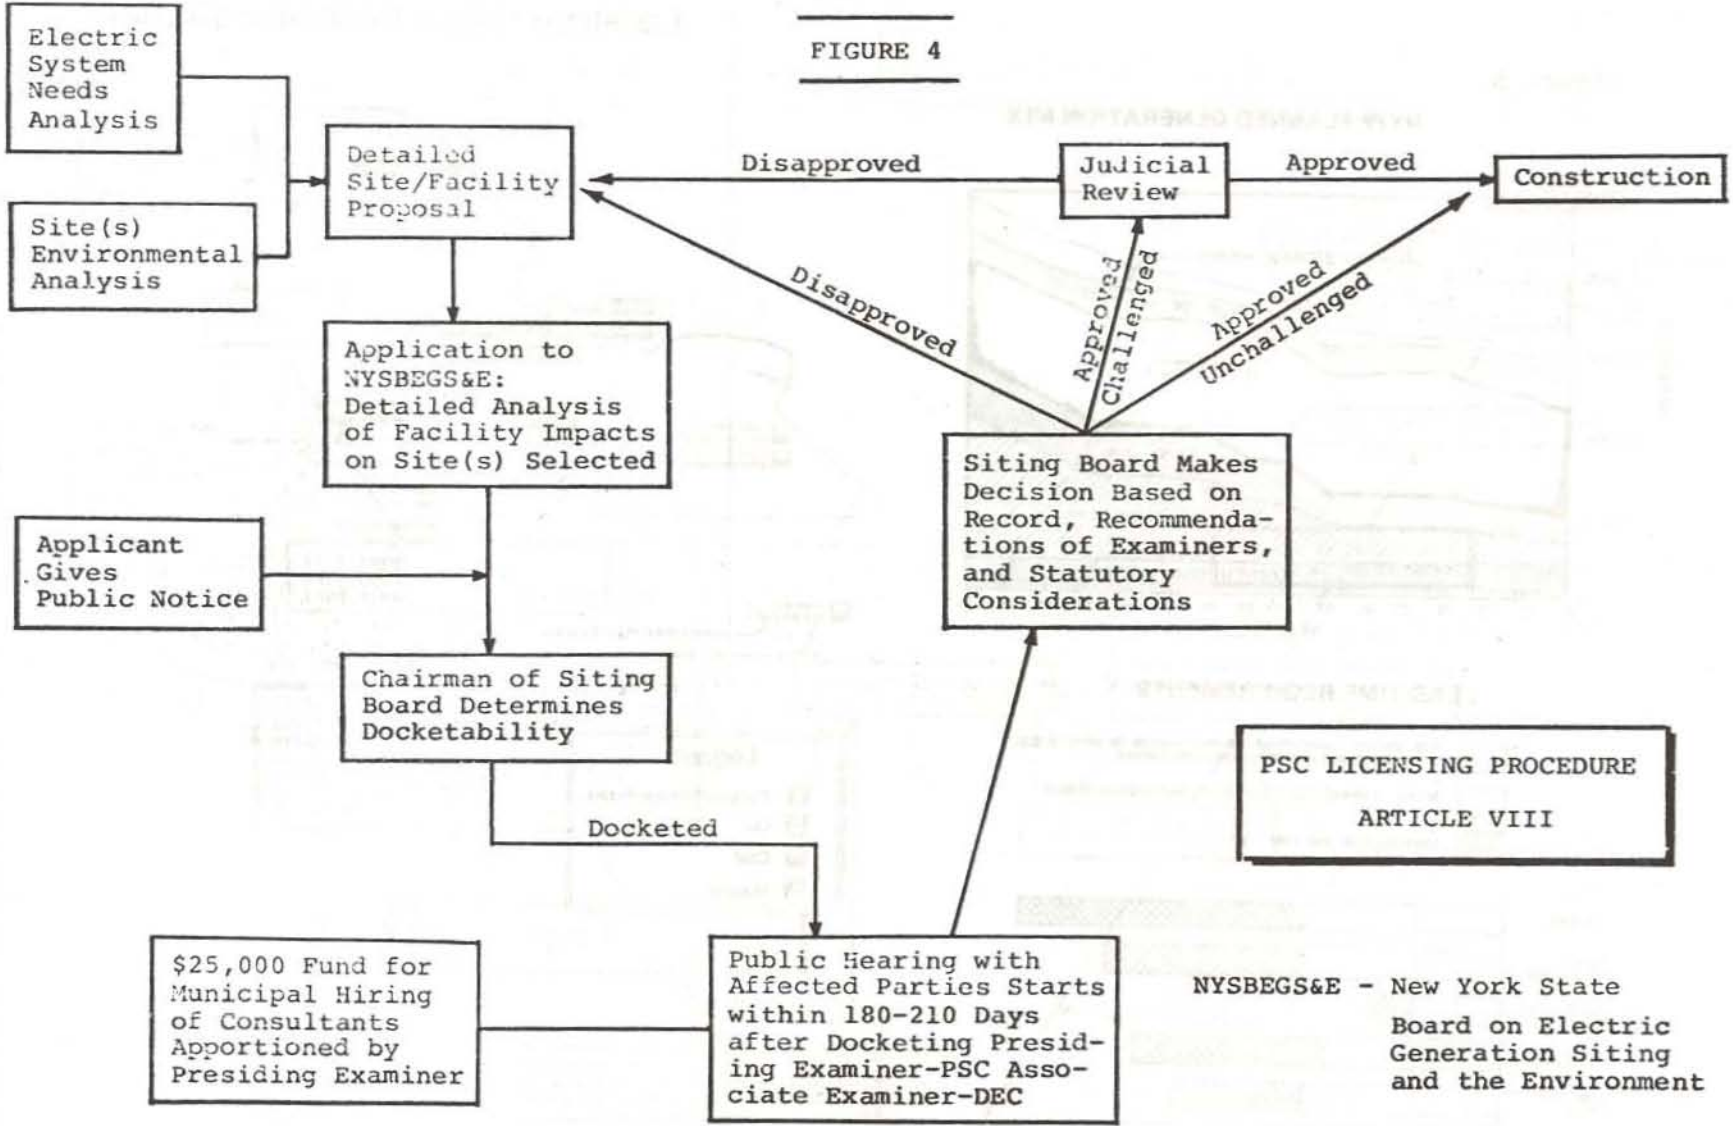 FIGURE 4
Electric
System
Needs
Analysis
Site(s)
Environmental
Analysis
Detailed
Site/Facility
Proposal
Disapproved
Judicial
Review
Approved
Construction
Disapproved
Approved
Challenged
Approved
Unchallenged
Application to
NYSBEGS&E:
Detailed Analysis
of Facility Impacts
on Site(s) Selected
Applicant
Gives
Public Notice
Siting Board Makes
Decision Based on
Record, Recommenda-
tions of Examiners,
and Statutory
Considerations
Chairman of Siting
Board Determines
Docketability
Docketed
PSC LICENSING PROCEDURE
ARTICLE VIII
$25,000 Fund for
Municipal Hiring
of Consultants
Apportioned by
Presiding Examiner
Public Hearing with
Affected Parties Starts
within 180-210 Days
after Docketing Presid-
ing Examiner-PSC Asso-
ciate Examiner-DEC
NYSBEGS&E - New York State
Board on Electric
Generation Siting
and the Environment